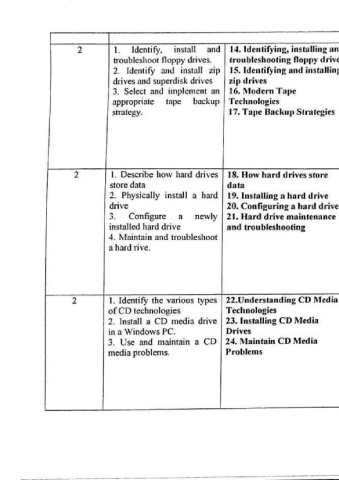 2
1. Identify, install and
troubleshoot floppy drives.
2. Identify and install zip
drives and superdisk drives
3. Select and implement an
appropriate tape backup
strategy.
14. Identifying, installing an
troubleshooting floppy drive
15. Identifying and installing
zip drives
16. Modern Tape
Technologies
17. Tape Backup Strategies
2
1. Describe how hard drives
store data
2. Physically install a hard
drive
3. Configure a newly
installed hard drive
4. Maintain and troubleshoot
a hard rive.
18. How hard drives store
data
19. Installing a hard drive
20. Configuring a hard drive
21. Hard drive maintenance
and troubleshooting
2
1. Identify the various types
of CD technologies
2. Install a CD media drive
in a Windows PC.
3. Use and maintain a CD
media problems.
22.Understanding CD Media
Technologies
23. Installing CD Media
Drives
24. Maintain CD Media
Problems